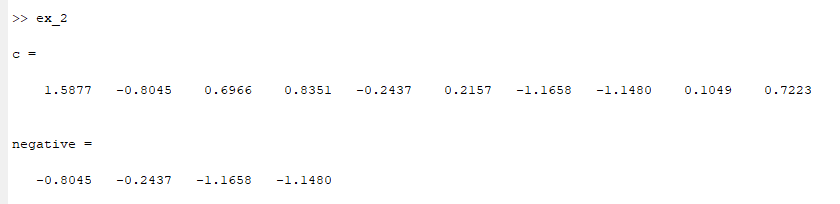 >> ex_2
c =
1.5877 -0.8045 0.6966 0.8351 -0.2437 0.2157 -1.1658 -1.1480 0.1049 0.7223
negative =
-0.8045 -0.2437 -1.1658 -1.1480